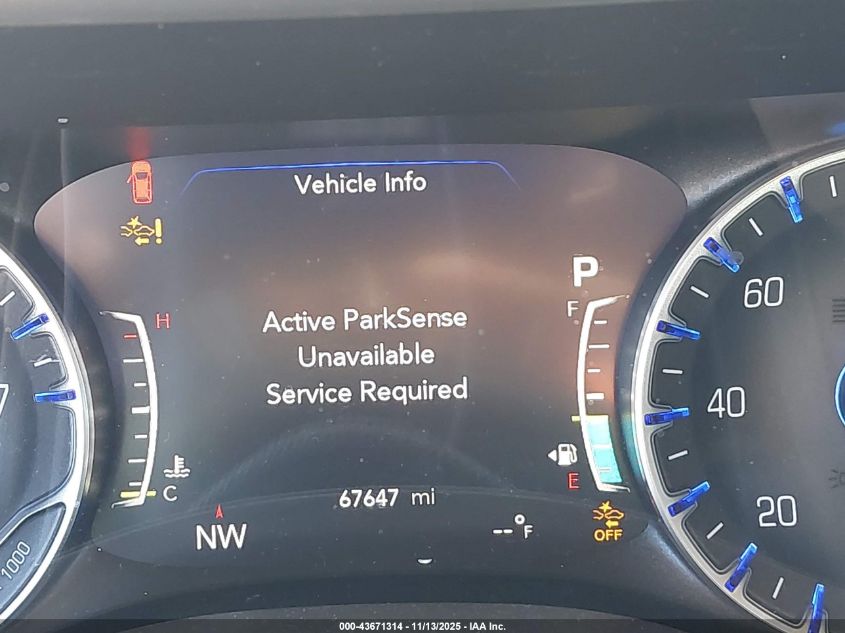 Vehicle Info
P
H
F
60
Active ParkSense
Unavailable
Service Required
7
40
C
E
67647 mi
20
NW
--°F
OFF
1000
000-43671314 - 11/13/2025 - IAA Inc.